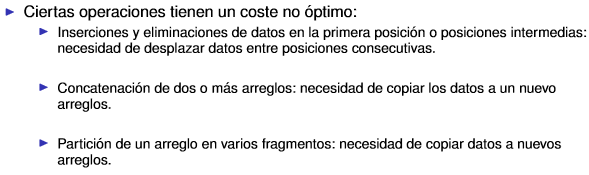 Ciertas operaciones tienen un coste no óptimo:
Inserciones y eliminaciones de datos en la primera posición o posiciones intermedias:
necesidad de desplazar datos entre posiciones consecutivas.
Concatenación de dos o más arreglos: necesidad de copiar los datos a un nuevo
arreglos.
Partición de un arreglo en varios fragmentos: necesidad de copiar datos a nuevos
arreglos.